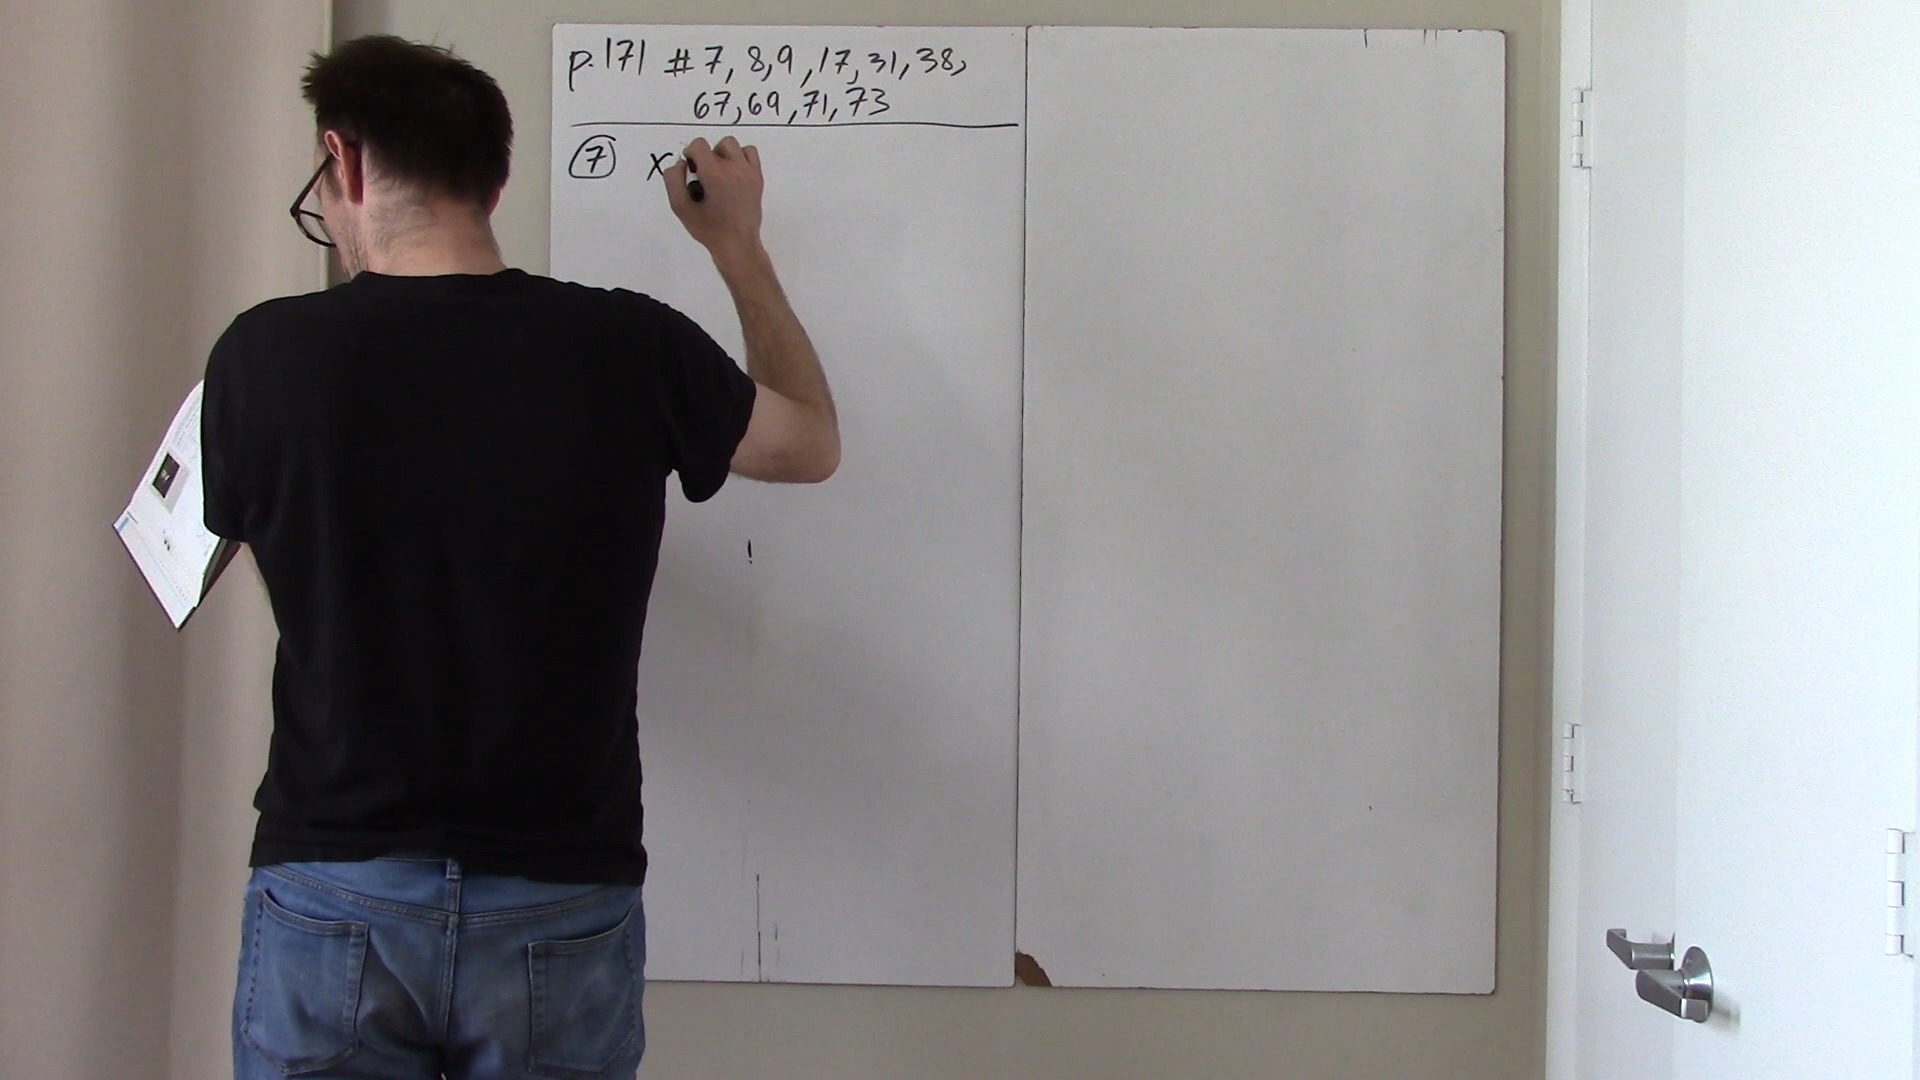 p. 171 # 7, 8, 9, 17, 31, 38,
67, 69, 71, 73
7 x